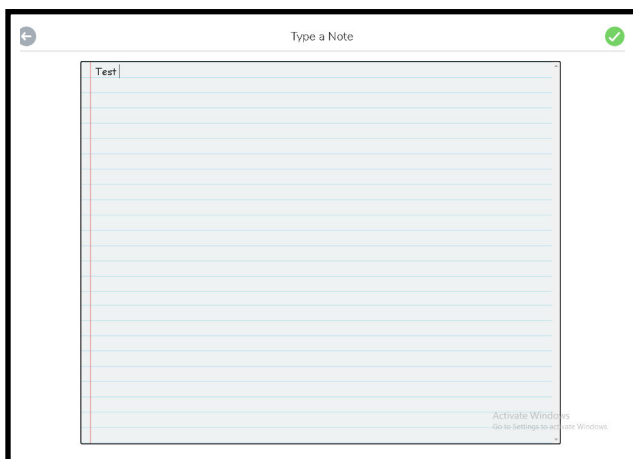 Type a Note
Test
Activate Windows
Go to Settings to activate Windows.